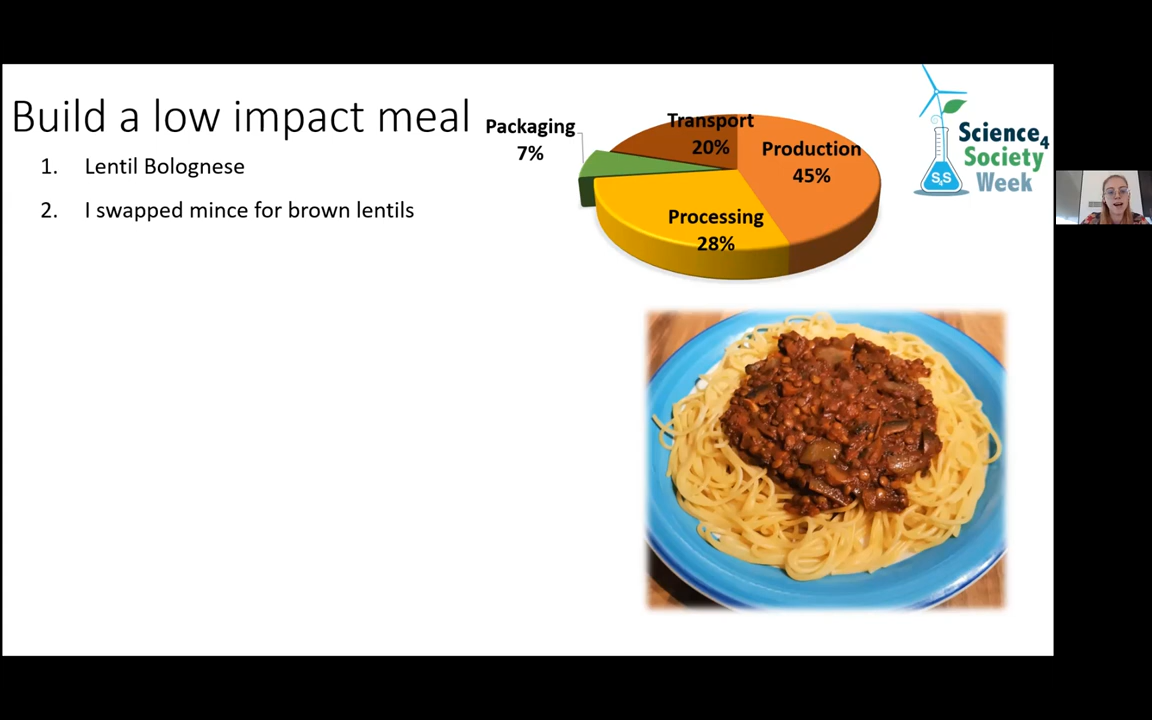 Build a low impact meal
1. Lentil Bolognese
2. I swapped mince for brown lentils
Packaging
7%
Transport
20%
Production
45%
Processing
28%
Science4
Society
Week
S4S